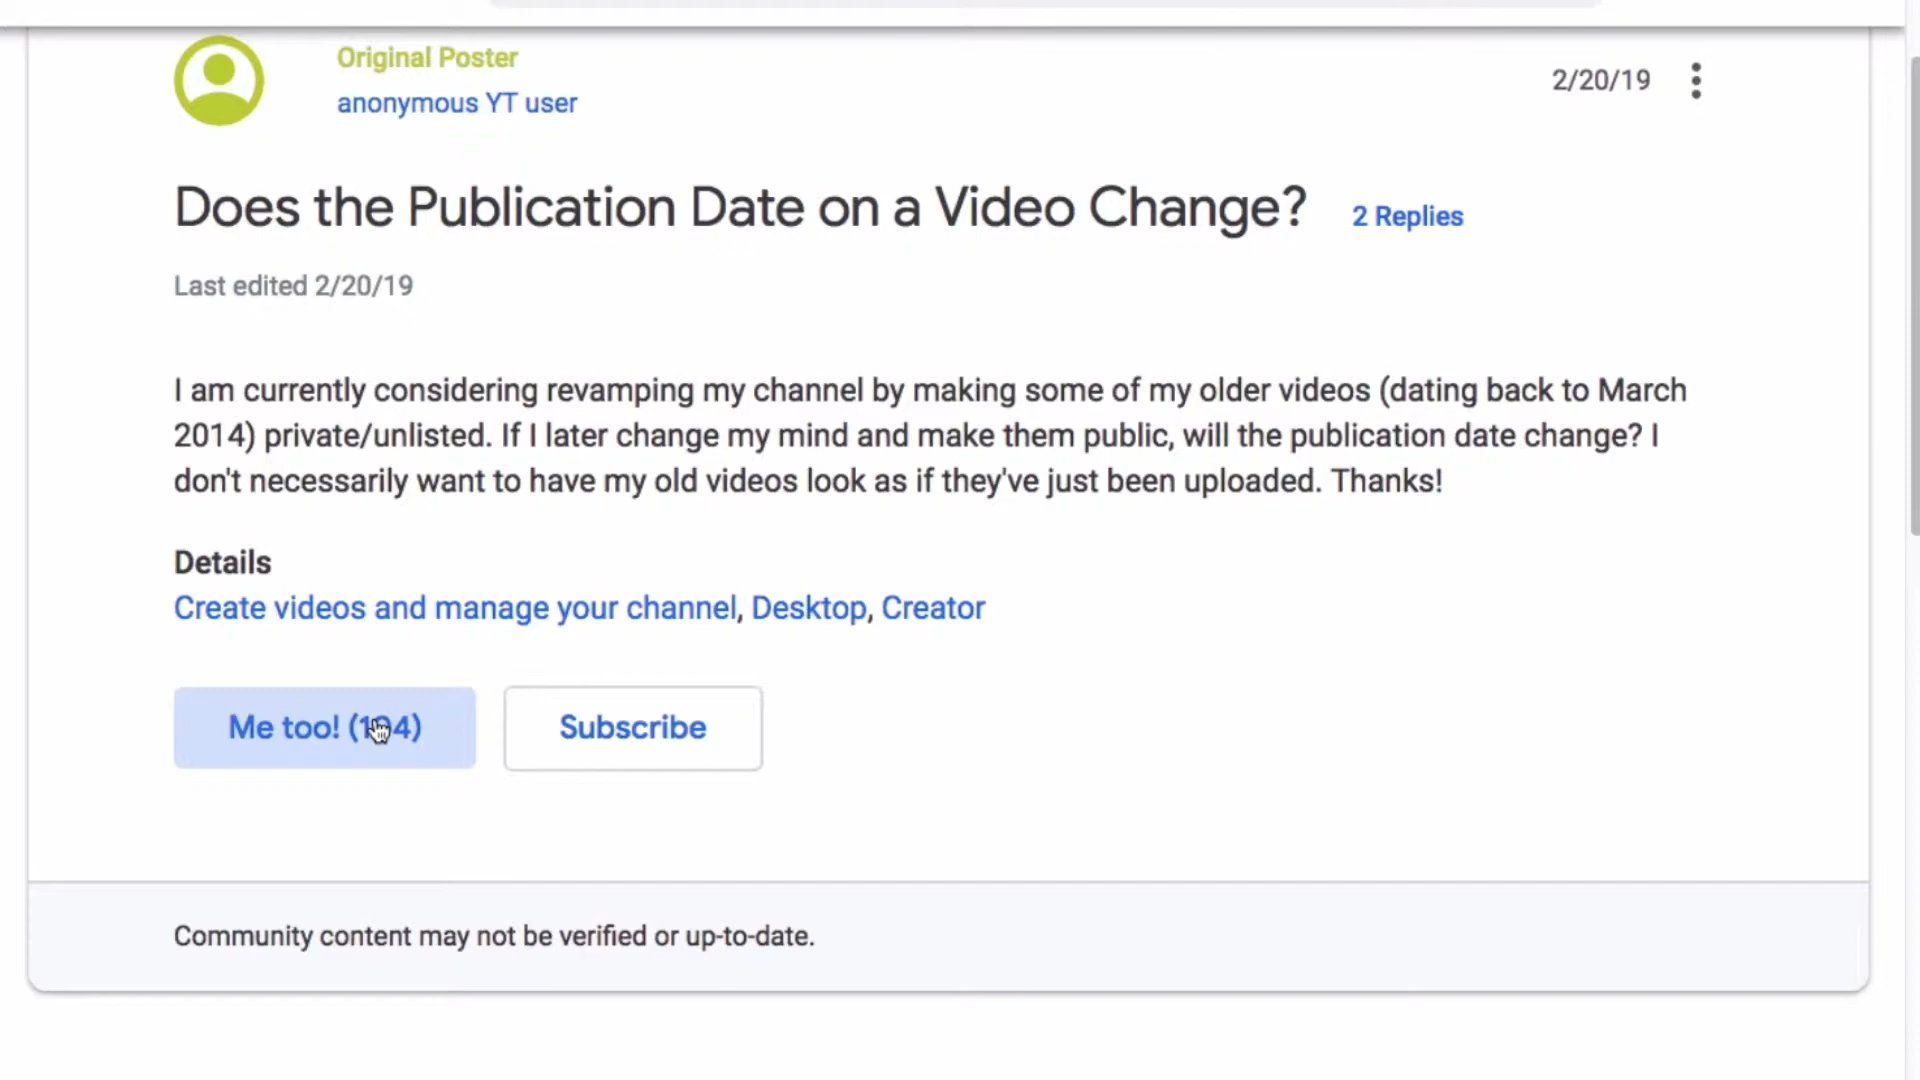 Original Poster
anonymous YT user
2/20/19
Does the Publication Date on a Video Change? 2 Replies
Last edited 2/20/19
I am currently considering revamping my channel by making some of my older videos (dating back to March
2014) private/unlisted. If I later change my mind and make them public, will the publication date change? I
don't necessarily want to have my old videos look as if they've just been uploaded. Thanks!
Details
Create videos and manage your channel, Desktop, Creator
Me too!
Subscribe
Community content may not be verified or up-to-date.